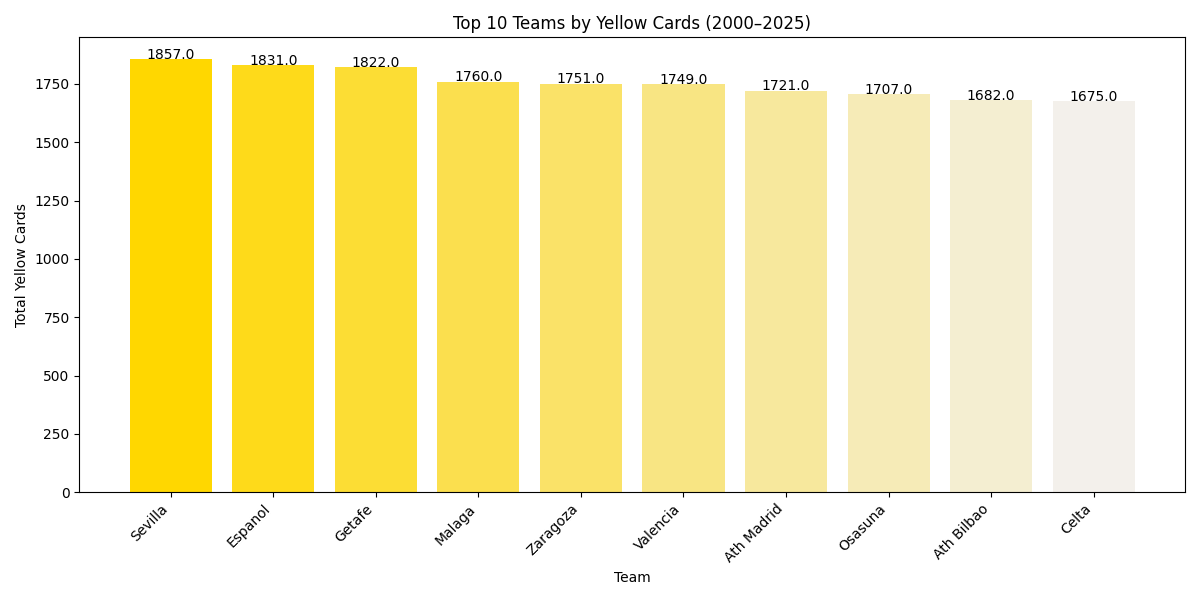 Top 10 Teams by Yellow Cards (2000–2025)
Total Yellow Cards
1750
1500
1250
1000
750
500
250
0
1857.0
1831.0
1822.0
1760.0
1751.0
1749.0
1721.0
1707.0
1682.0
1675.0
Sevilla
Espanol
Getafe
Malaga
Zaragoza
Valencia
Ath Madrid
Osasuna
Ath Bilbao
Celta
Team